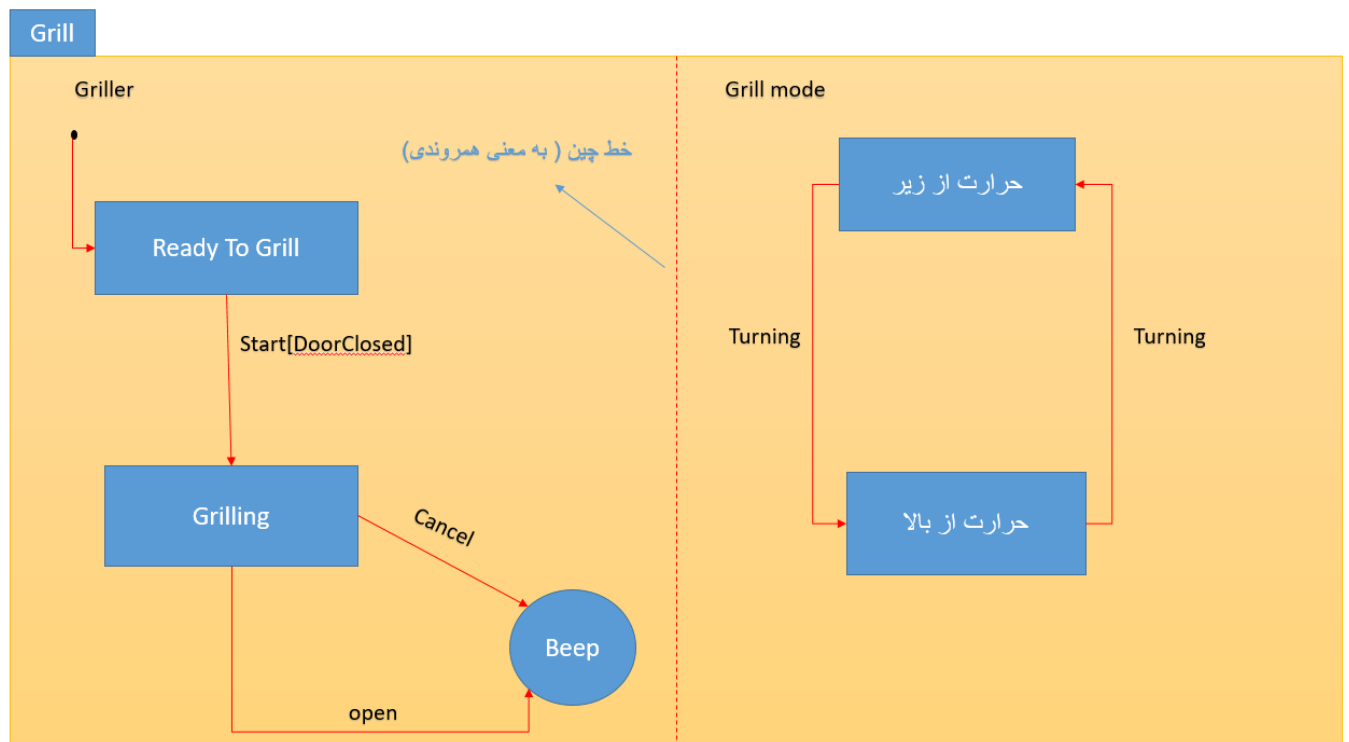 Grill
Griller
خط چین ( به معنی همروندی)
Ready To Grill
Start[DoorClosed]
Grilling
Cancel
Beep
open
Grill mode
حرارت از زیر
Turning
Turning
حرارت از بالا